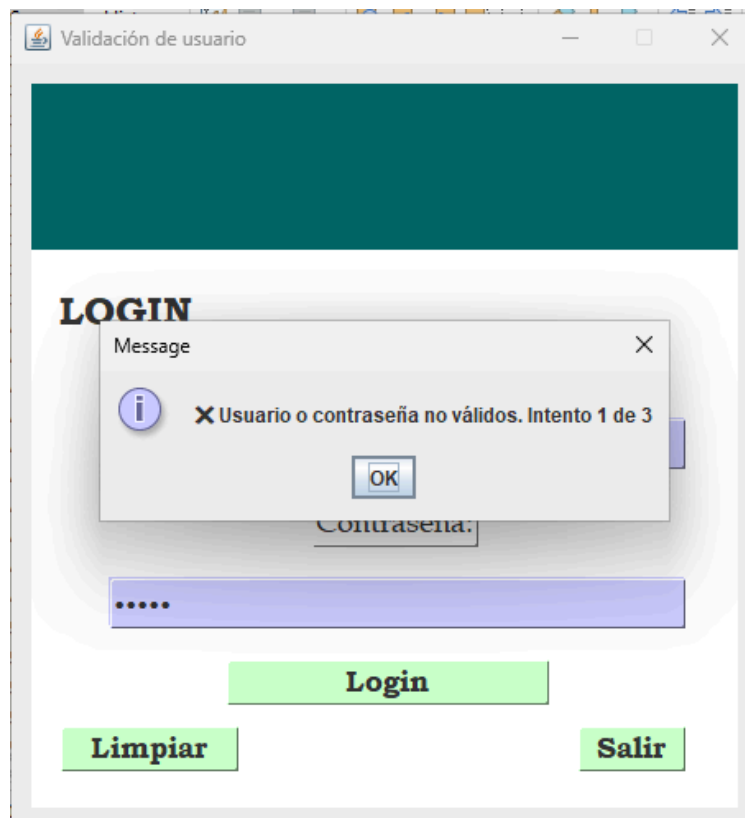 Validación de usuario
LOGIN
Message
❌ Usuario o contraseña no válidos. Intento 1 de 3
OK
Contraseña:
•••••
Login
Limpiar
Salir